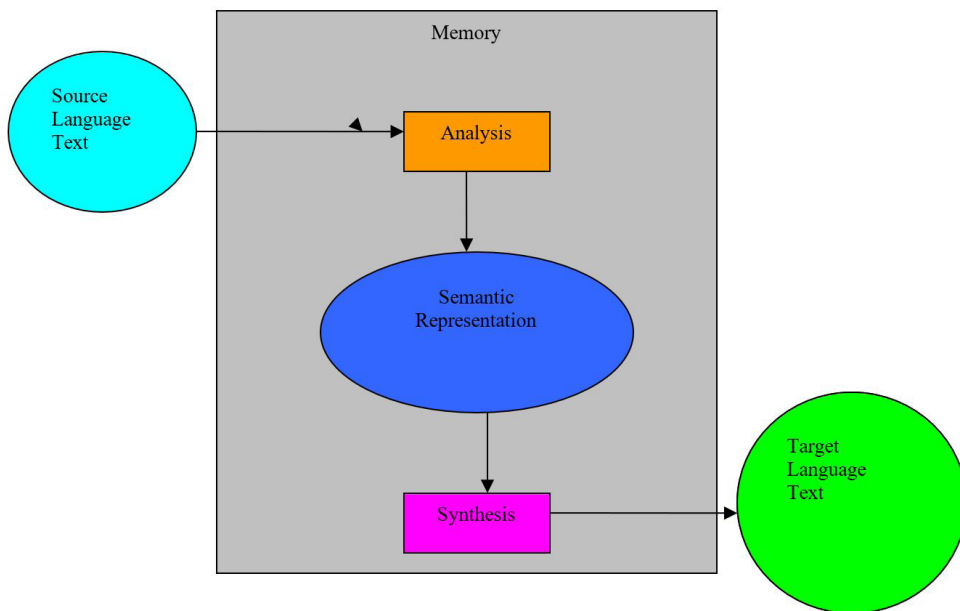 Memory
Source
Language
Text
Analysis
Semantic
Representation
Target
Language
Text
Synthesis